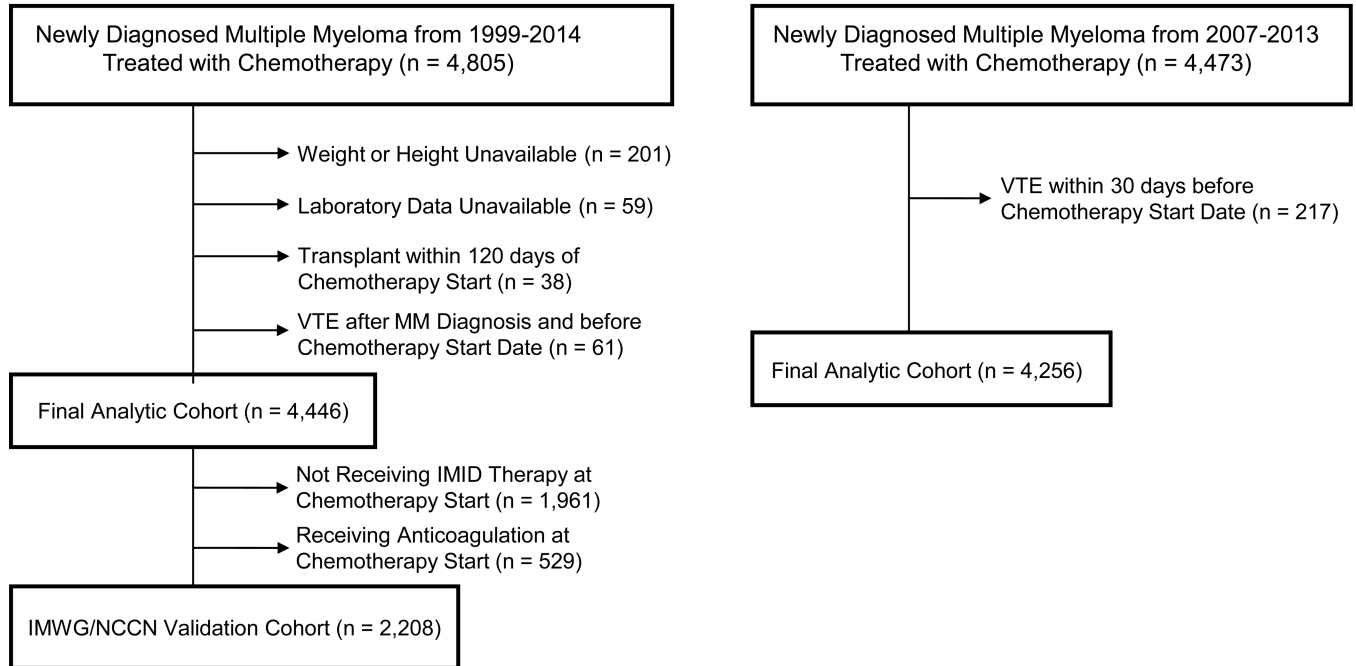 Newly Diagnosed Multiple Myeloma from 1999-2014
Treated with Chemotherapy (n = 4,805)
Weight or Height Unavailable (n = 201)
Laboratory Data Unavailable (n = 59)
Transplant within 120 days of
Chemotherapy Start (n = 38)
VTE after MM Diagnosis and before
Chemotherapy Start Date (n = 61)
Final Analytic Cohort (n = 4,446)
Not Receiving IMID Therapy at
Chemotherapy Start (n = 1,961)
Receiving Anticoagulation at
Chemotherapy Start (n = 529)
IMWG/NCCN Validation Cohort (n = 2,208)
Newly Diagnosed Multiple Myeloma from 2007-2013
Treated with Chemotherapy (n = 4,473)
VTE within 30 days before
Chemotherapy Start Date (n = 217)
Final Analytic Cohort (n = 4,256)